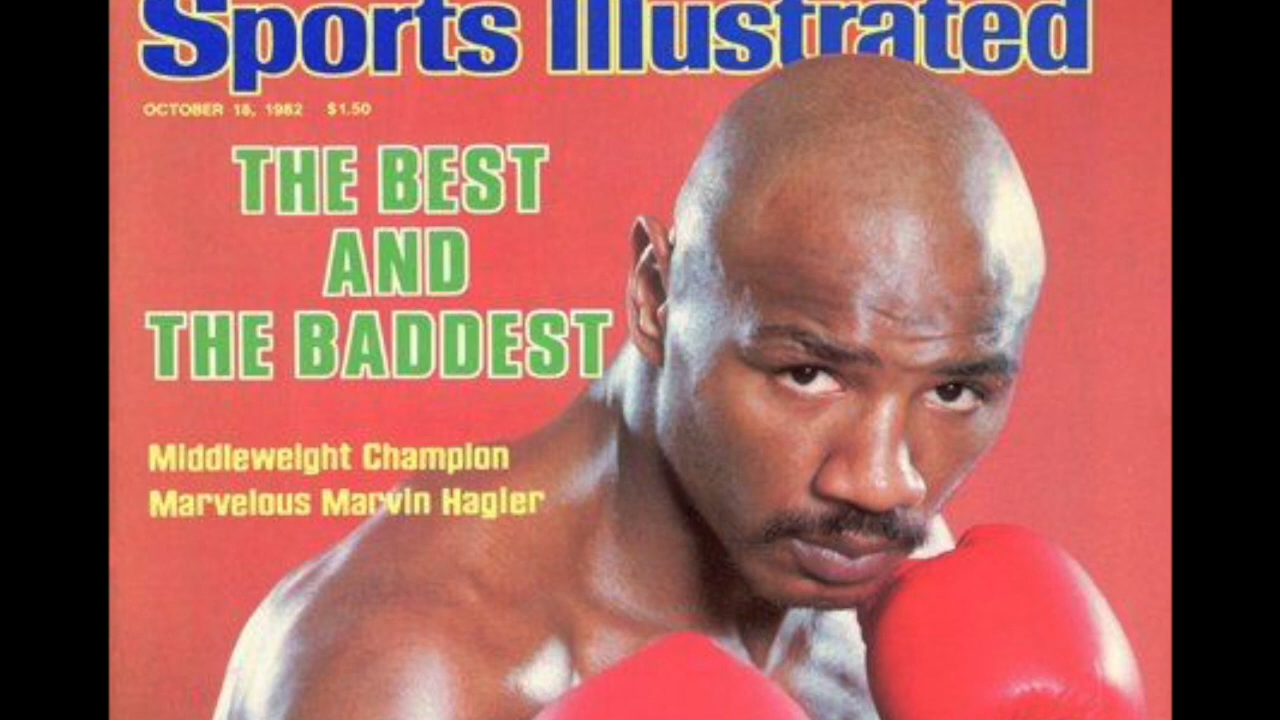 Sports Illustrated
OCTOBER 18, 1982 $1.50
THE BEST
AND
THE BADDEST
Middleweight Champion
Marvelous Marvin Hagler